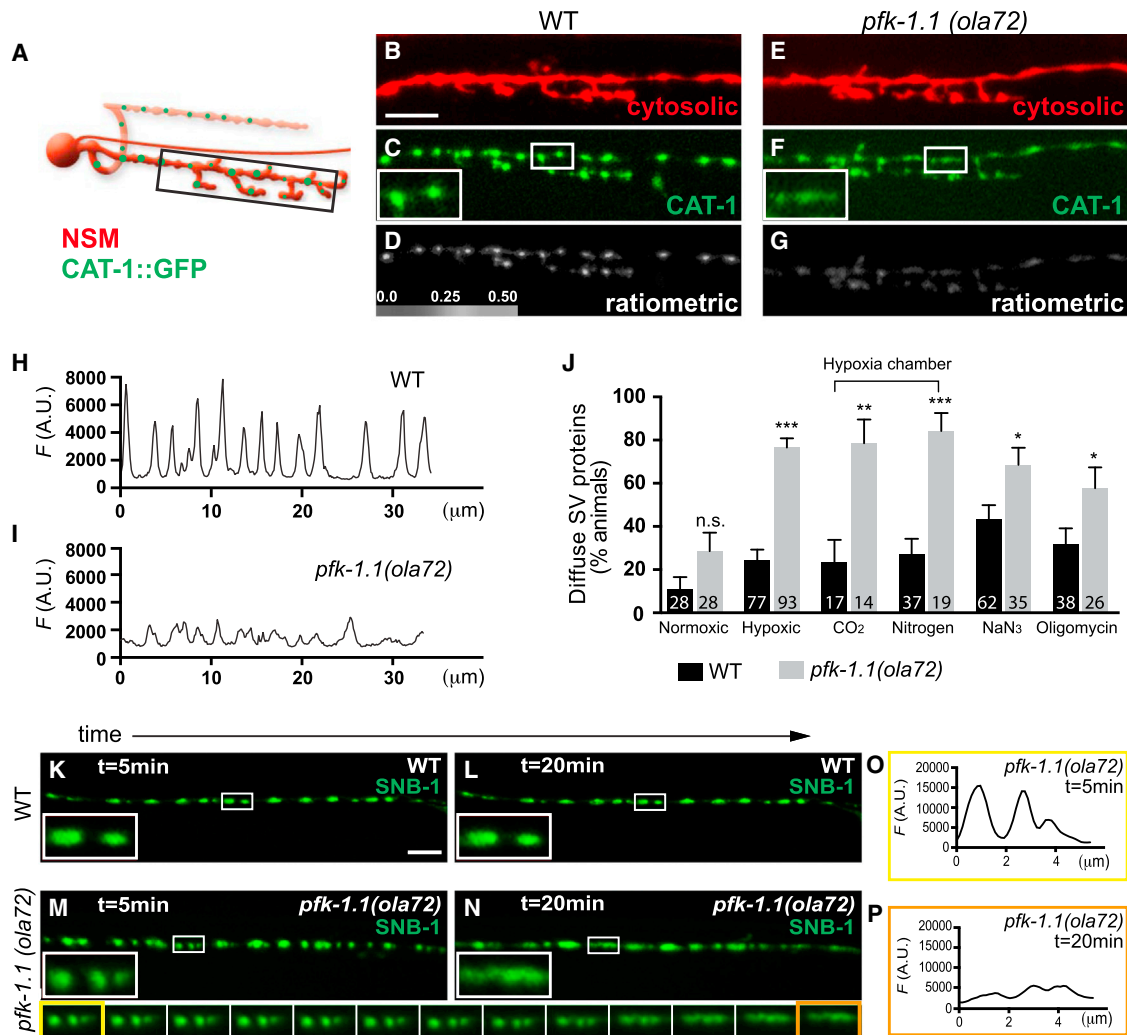 WT
pfk-1.1 (ola72)
A
NSM
CAT-1::GFP
B
cytosolic
E
cytosolic
C
CAT-1
F
CAT-1
D
0.0 0.25 0.50
ratiometric
G
ratiometric
H
WT
F (A.U.)
8000
6000
4000
2000
0
0 10 20 30 (μm)
I
pfk-1.1(ola72)
F (A.U.)
8000
6000
4000
2000
0
0 10 20 30 (μm)
J
Hypoxia chamber
Diffuse SV proteins
(% animals)
100
80
60
40
20
0
n.s. *** ** *** * *
28 28 77 93 17 14 37 19 62 35 38 26
Normoxic Hypoxic CO2 Nitrogen NaN3 Oligomycin
WT pfk-1.1(ola72)
time
WT
K t=5min WT
SNB-1
L t=20min WT
SNB-1
O
pfk-1.1(ola72)
t=5min
F (A.U.)
20000
15000
10000
5000
0
0 2 4 (μm)
pfk-1.1 (ola72)
M t=5min pfk-1.1(ola72)
SNB-1
N t=20min pfk-1.1(ola72)
SNB-1
P
pfk-1.1(ola72)
t=20min
F (A.U.)
20000
15000
10000
5000
0
0 2 4 (μm)